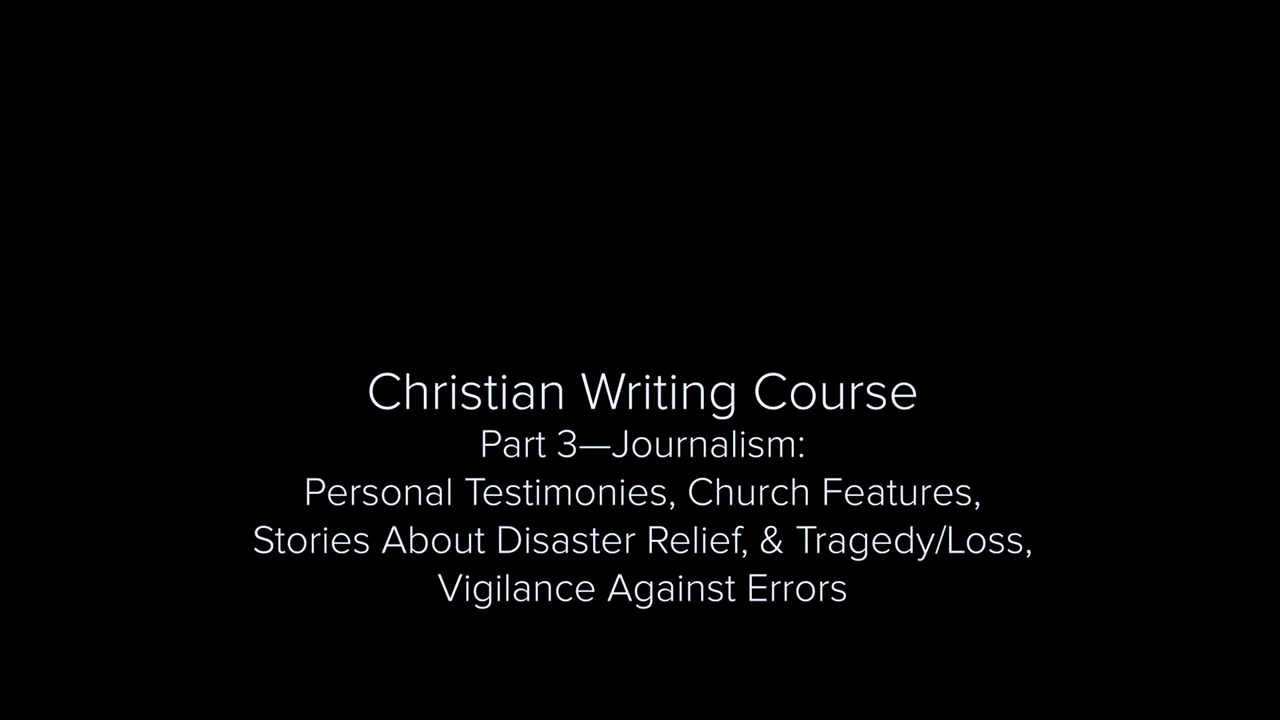 Christian Writing Course
Part 3—Journalism:
Personal Testimonies, Church Features,
Stories About Disaster Relief, & Tragedy/Loss,
Vigilance Against Errors